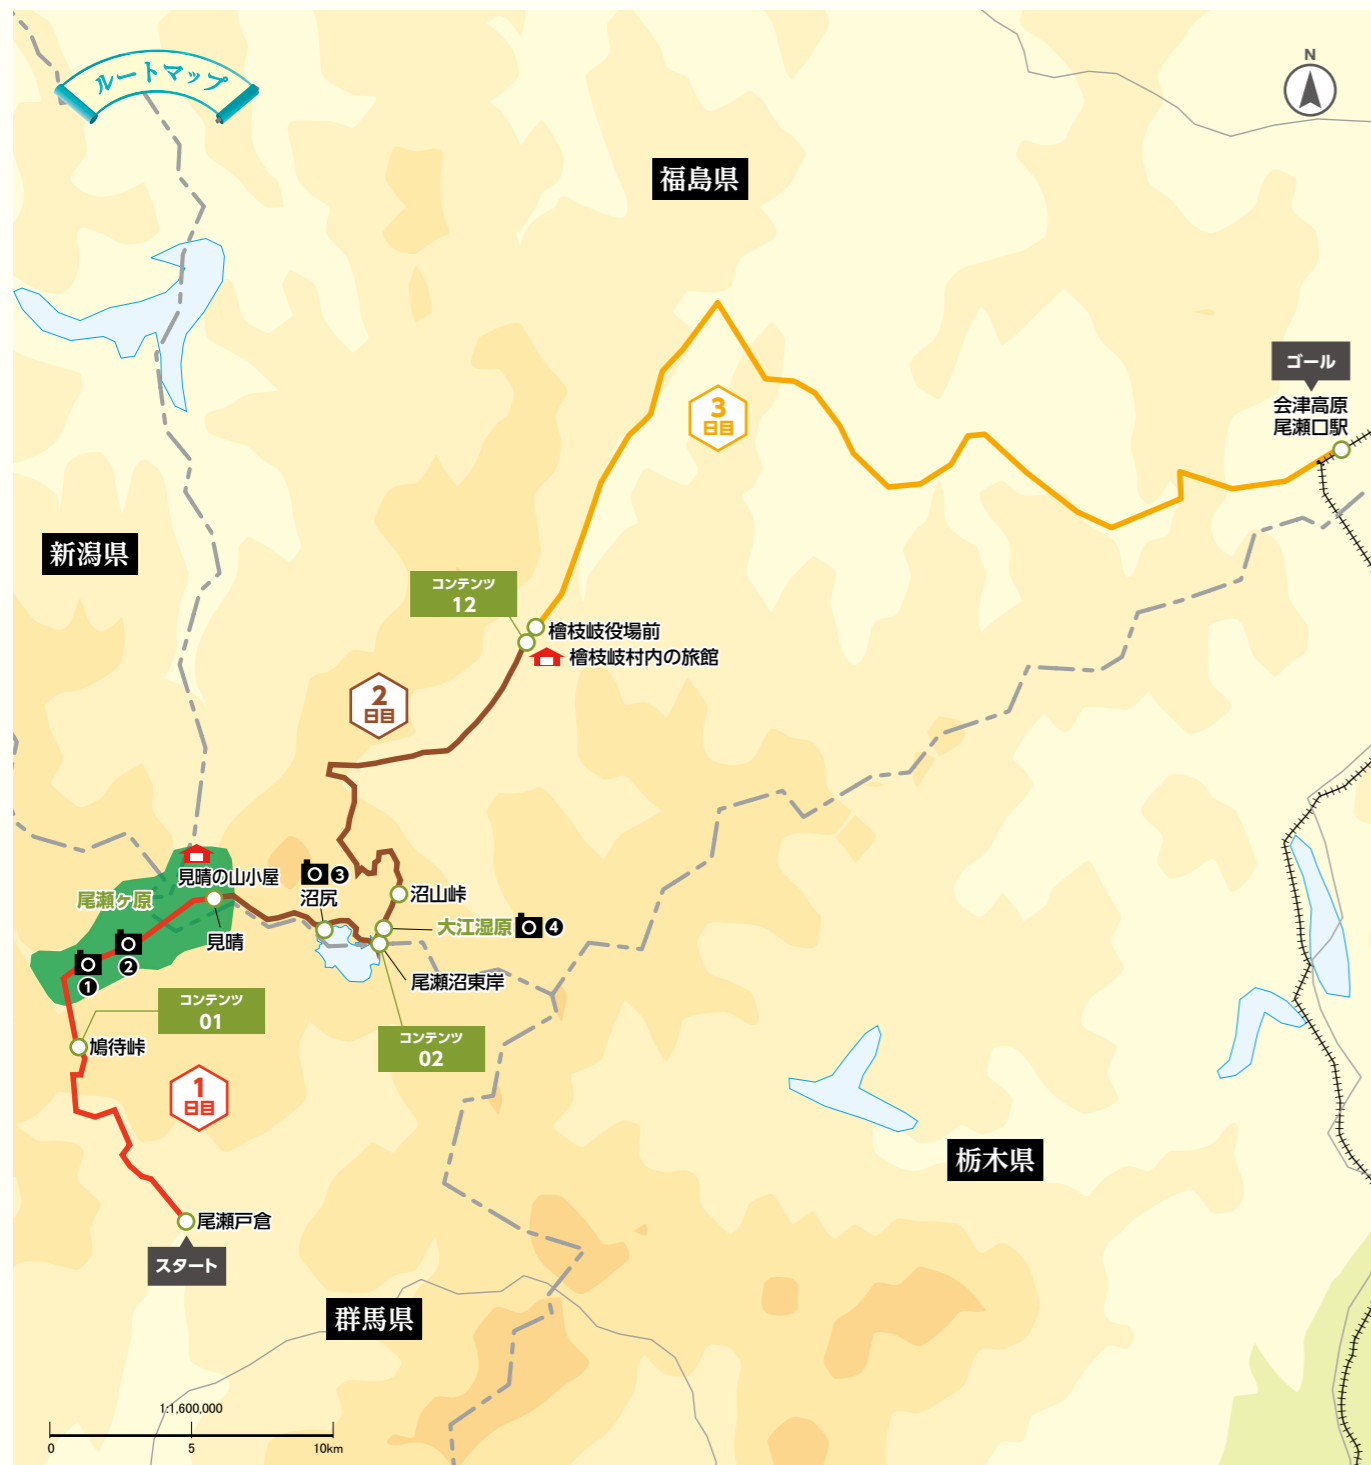 ルートマップ
N
福島県
ゴール
会津高原
尾瀬口駅
3
日目
新潟県
コンテンツ
12
檜枝岐役場前
檜枝岐村内の旅館
2
日目
見晴の山小屋
尾瀬ヶ原
❸
沼尻
沼山峠
大江湿原
❹
見晴
❷
❶
尾瀬沼東岸
コンテンツ
01
コンテンツ
02
鳩待峠
1
日目
栃木県
尾瀬戸倉
スタート
群馬県
1:1,600,000
0 5 10km